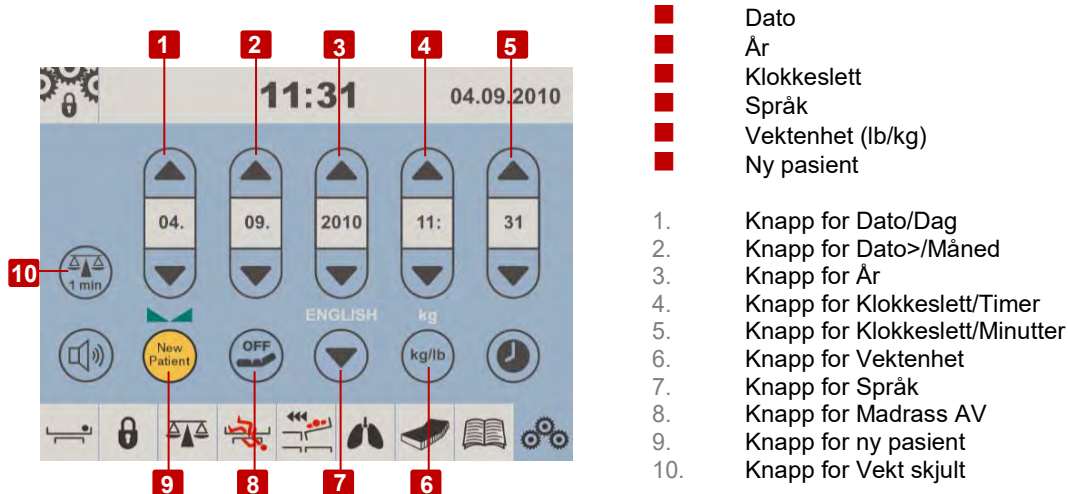 1 2 3 4 5
11:31 04.09.2010
04. 09. 2010 11: 31
10
1 min
ENGLISH kg
New
Patient
OFF
kg/lb
9 8 7 6
Dato
År
Klokkeslett
Språk
Vektenhet (lb/kg)
Ny pasient
1. Knapp for Dato/Dag
2. Knapp for Dato>/Måned
3. Knapp for År
4. Knapp for Klokkeslett/Timer
5. Knapp for Klokkeslett/Minutter
6. Knapp for Vektenhet
7. Knapp for Språk
8. Knapp for Madrass AV
9. Knapp for ny pasient
10. Knapp for Vekt skjult